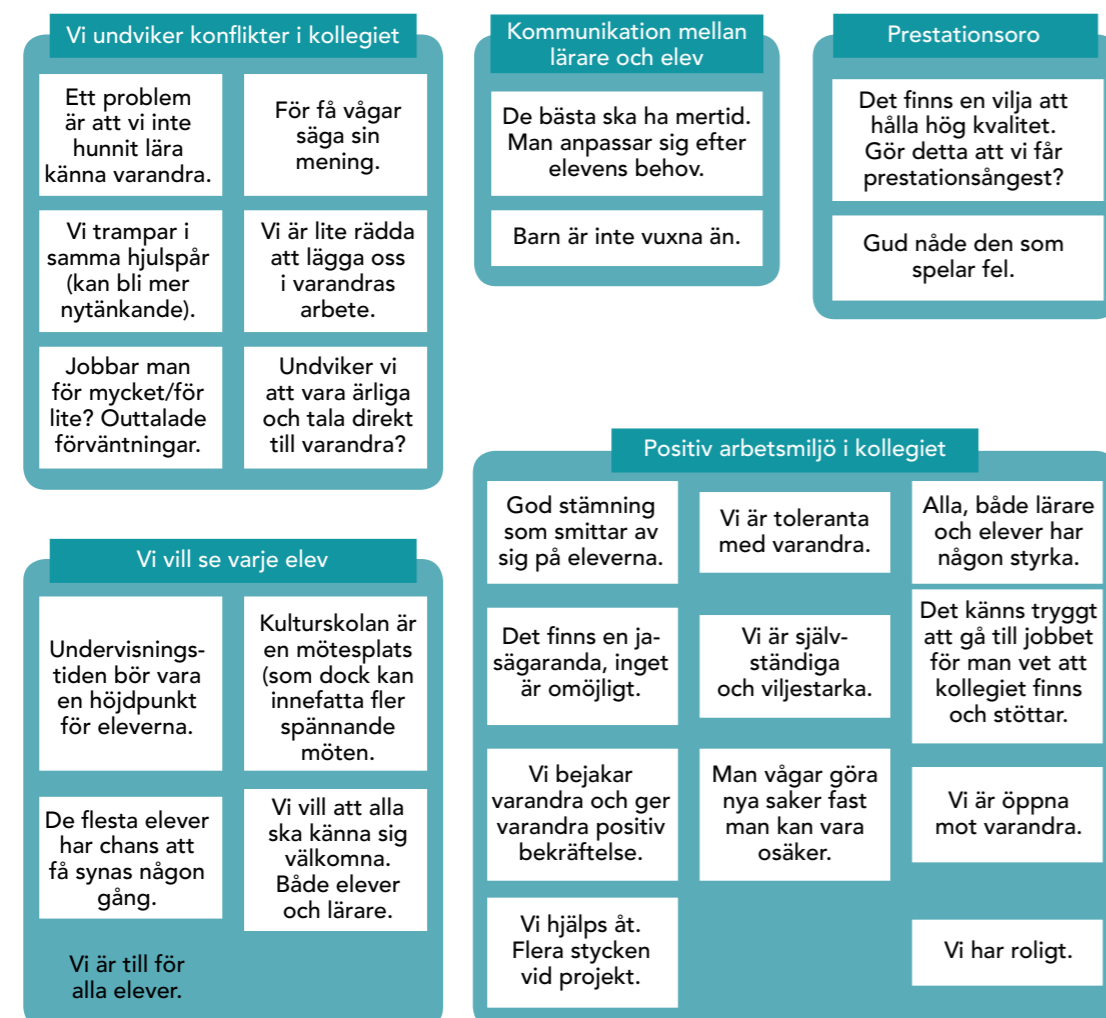 Vi undviker konflikter i kollegiet
Ett problem
är att vi inte
hunnit lära
känna varandra.
För få vågar
säga sin
mening.
Vi trampar i
samma hjulspår
(kan bli mer
nytänkande).
Vi är lite rädda
att lägga oss
i varandras
arbete.
Jobbar man
för mycket/för
lite? Outtalade
förväntningar.
Undviker vi
att vara ärliga
och tala direkt
till varandra?
Kommunikation mellan
lärare och elev
De bästa ska ha mertid.
Man anpassar sig efter
elevens behov.
Barn är inte vuxna än.
Prestationsoro
Det finns en vilja att
hålla hög kvalitet.
Gör detta att vi får
prestationsångest?
Gud nåde den som
spelar fel.
Vi vill se varje elev
Undervisnings-
tiden bör vara
en höjdpunkt
för eleverna.
Kulturskolan är
en mötesplats
(som dock kan
innefatta fler
spännande
möten.
De flesta elever
har chans att
få synas någon
gång.
Vi vill att alla
ska känna sig
välkomna.
Både elever
och lärare.
Vi är till för
alla elever.
Positiv arbetsmiljö i kollegiet
God stämning
som smittar av
sig på eleverna.
Vi är toleranta
med varandra.
Alla, både lärare
och elever har
någon styrka.
Det finns en ja-
sägaranda, inget
är omöjligt.
Vi är själv-
ständiga
och viljestarka.
Det känns tryggt
att gå till jobbet
för man vet att
kollegiet finns
och stöttar.
Vi bejakar
varandra och ger
varandra positiv
bekräftelse.
Man vågar göra
nya saker fast
man kan vara
osäker.
Vi är öppna
mot varandra.
Vi hjälps åt.
Flera stycken
vid projekt.
Vi har roligt.